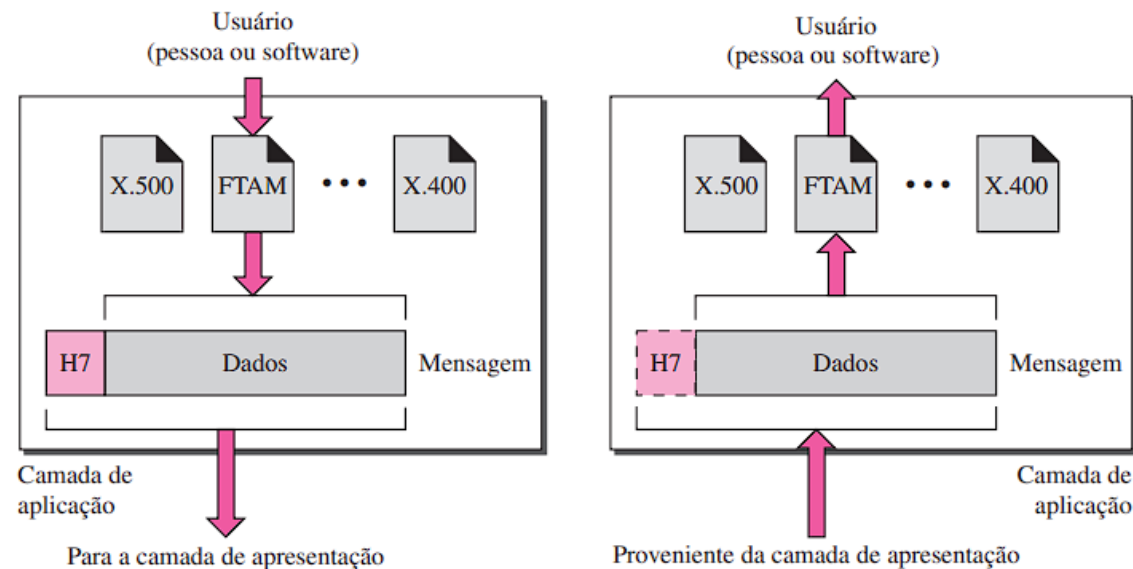 Usuário
(pessoa ou software)
X.500
FTAM
•••
X.400
H7
Dados
Mensagem
Camada de
aplicação
Para a camada de apresentação
Usuário
(pessoa ou software)
X.500
FTAM
•••
X.400
H7
Dados
Mensagem
Camada de
aplicação
Proveniente da camada de apresentação